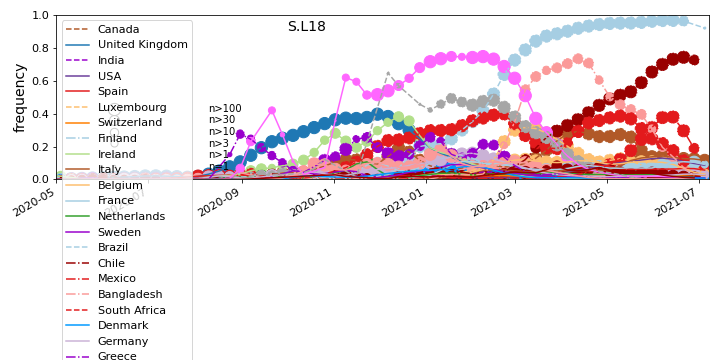 S.L18
1.0
0.8
0.6
0.4
0.2
0.0
frequency
Canada
United Kingdom
India
USA
Spain
Luxembourg
Switzerland
Finland
Ireland
Italy
Belgium
France
Netherlands
Sweden
Brazil
Chile
Mexico
Bangladesh
South Africa
Denmark
Germany
Greece
n>100
n>30
n>10
n>3
n>1
n=1
2020-05
2020-09
2020-11
2021-01
2021-03
2021-05
2021-07